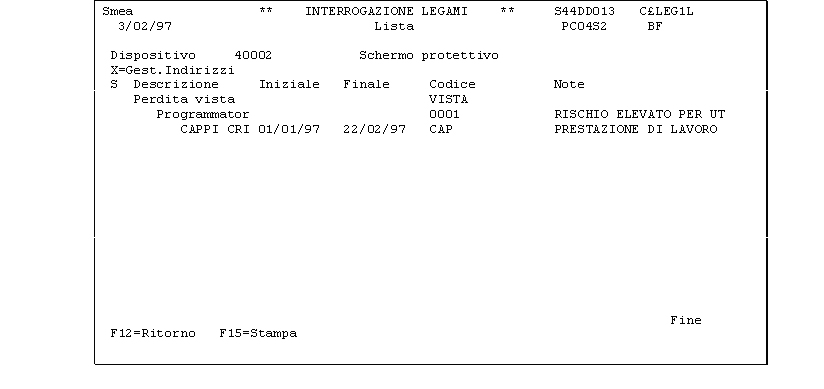 Smea ** INTERROGAZIONE LEGAMI ** S44DD013 C£LEG1L
3/02/97 Lista PC04S2 BF
Dispositivo 40002 Schermo protettivo
X=Gest.Indirizzi
S Descrizione Iniziale Finale Codice Note
Perdita vista VISTA
Programmator 0001 RISCHIO ELEVATO PER UT
CAPPI CRI 01/01/97 22/02/97 CAP PRESTAZIONE DI LAVORO
Fine
F12=Ritorno F15=Stampa